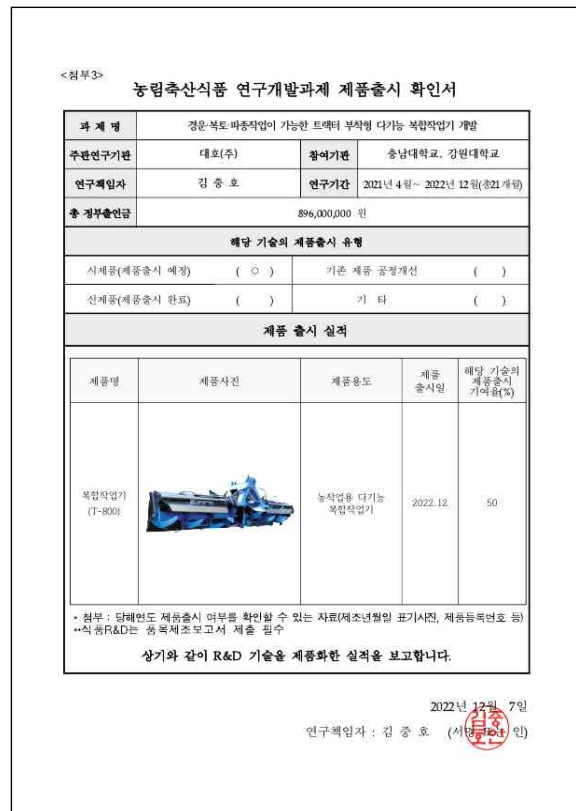 <첨부3>
농림축산식품 연구개발과제 제품출시 확인서
과 제 명 경운·복토·파종작업이 가능한 트랙터 부착형 다기능 복합작업기 개발
주관연구기관 대호(주) 참여기관 충남대학교, 강원대학교
연구책임자 김 중 호 연구기간 2021년 4월~ 2022년 12월(총21개월)
총 정부출연금 896,000,000 원
해당 기술의 제품출시 유형
시제품(제품출시 예정) ( ○ ) 기존 제품 공정개선 ( )
신제품(제품출시 완료) ( ) 기 타 ( )
제품 출시 실적
제품명 제품사진 제품용도 제품 출시일 해당 기술의 제품출시 기여율(%)
복합작업기 (T-800) 농작업용 다기능 복합작업기 2022.12 50
* 첨부 : 당해연도 제품출시 여부를 확인할 수 있는 자료(제조년월일 표기사진, 제품등록번호 등)
**식품R&D는 품목제조보고서 제출 필수
상기와 같이 R&D 기술을 제품화한 실적을 보고합니다.
2022년 12월 7일
연구책임자 : 김 중 호 (서명 또는 인)
김중호인